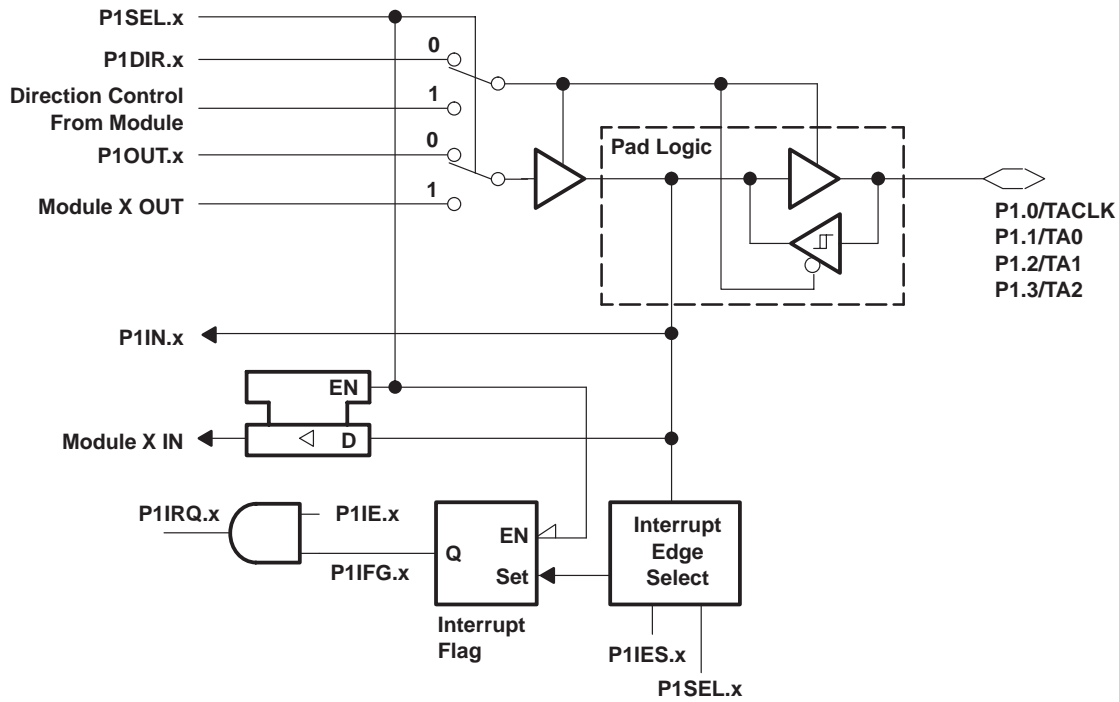 P1SEL.x
0
P1DIR.x
Direction Control
From Module
1
0
P1OUT.x
Pad Logic
1
Module X OUT
P1.0/TACLK
P1.1/TA0
P1.2/TA1
P1.3/TA2
P1IN.x
EN
Module X IN
D
P1IRQ.x
P1IE.x
P1IFG.x
Q
EN
Set
Interrupt
Flag
Interrupt
Edge
Select
P1IES.x
P1SEL.x